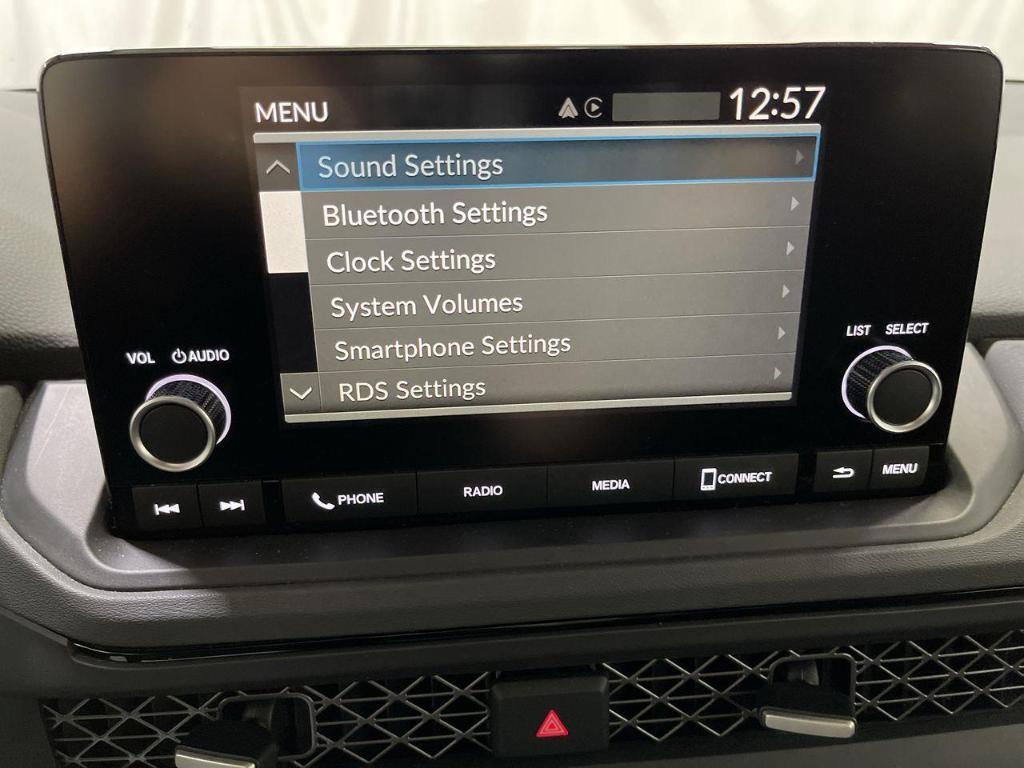 MENU 12:57
Sound Settings
Bluetooth Settings
Clock Settings
System Volumes
Smartphone Settings
RDS Settings
VOL AUDIO
LIST SELECT
PHONE RADIO MEDIA CONNECT MENU